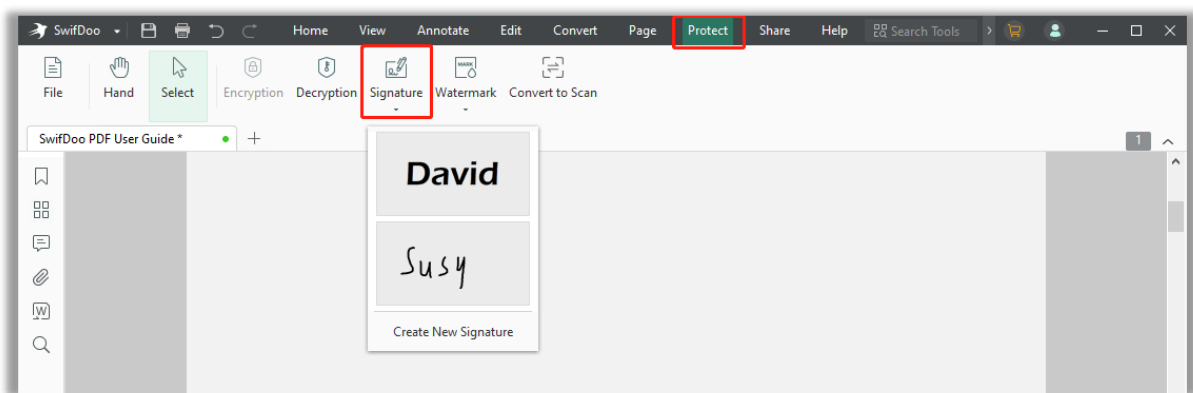 SwifDoo Home View Annotate Edit Convert Page Protect Share Help Search Tools
MARK
File Hand Select Encryption Decryption Signature Watermark Convert to Scan
SwifDoo PDF User Guide * 1
David
Susy
W
Create New Signature